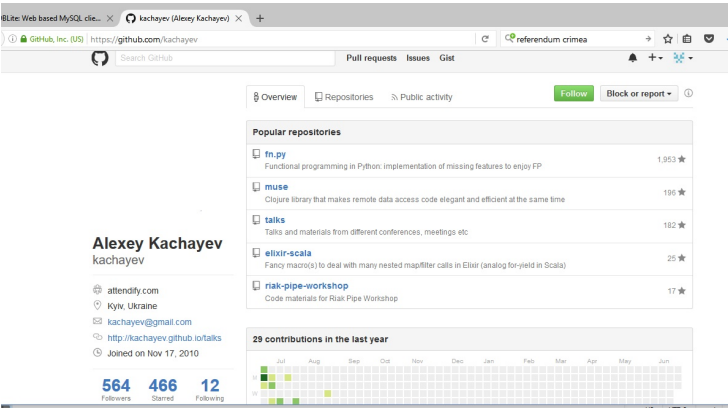 BLite: Web based MySQL clie...
kachayev (Alexey Kachayev)
GitHub, Inc. (US)
https://github.com/kachayev
referendum crimea
Search GitHub
Pull requests Issues Gist
Overview
Repositories
Public activity
Follow
Block or report
Popular repositories
fn.py
Functional programming in Python: implementation of missing features to enjoy FP
1,953
muse
Clojure library that makes remote data access code elegant and efficient at the same time
196
talks
Talks and materials from different conferences, meetings etc
182
elixir-scala
Fancy macro(s) to deal with many nested map/filter calls in Elixir (analog for-yield in Scala)
25
riak-pipe-workshop
Code materials for Riak Pipe Workshop
17
Alexey Kachayev
kachayev
attendify.com
Kyiv, Ukraine
kachayev@gmail.com
http://kachayev.github.io/talks
Joined on Nov 17, 2010
564 466 12
Followers Starred Following
29 contributions in the last year
Jul Aug Sep Oct Nov Dec Jan Feb Mar Apr May Jun